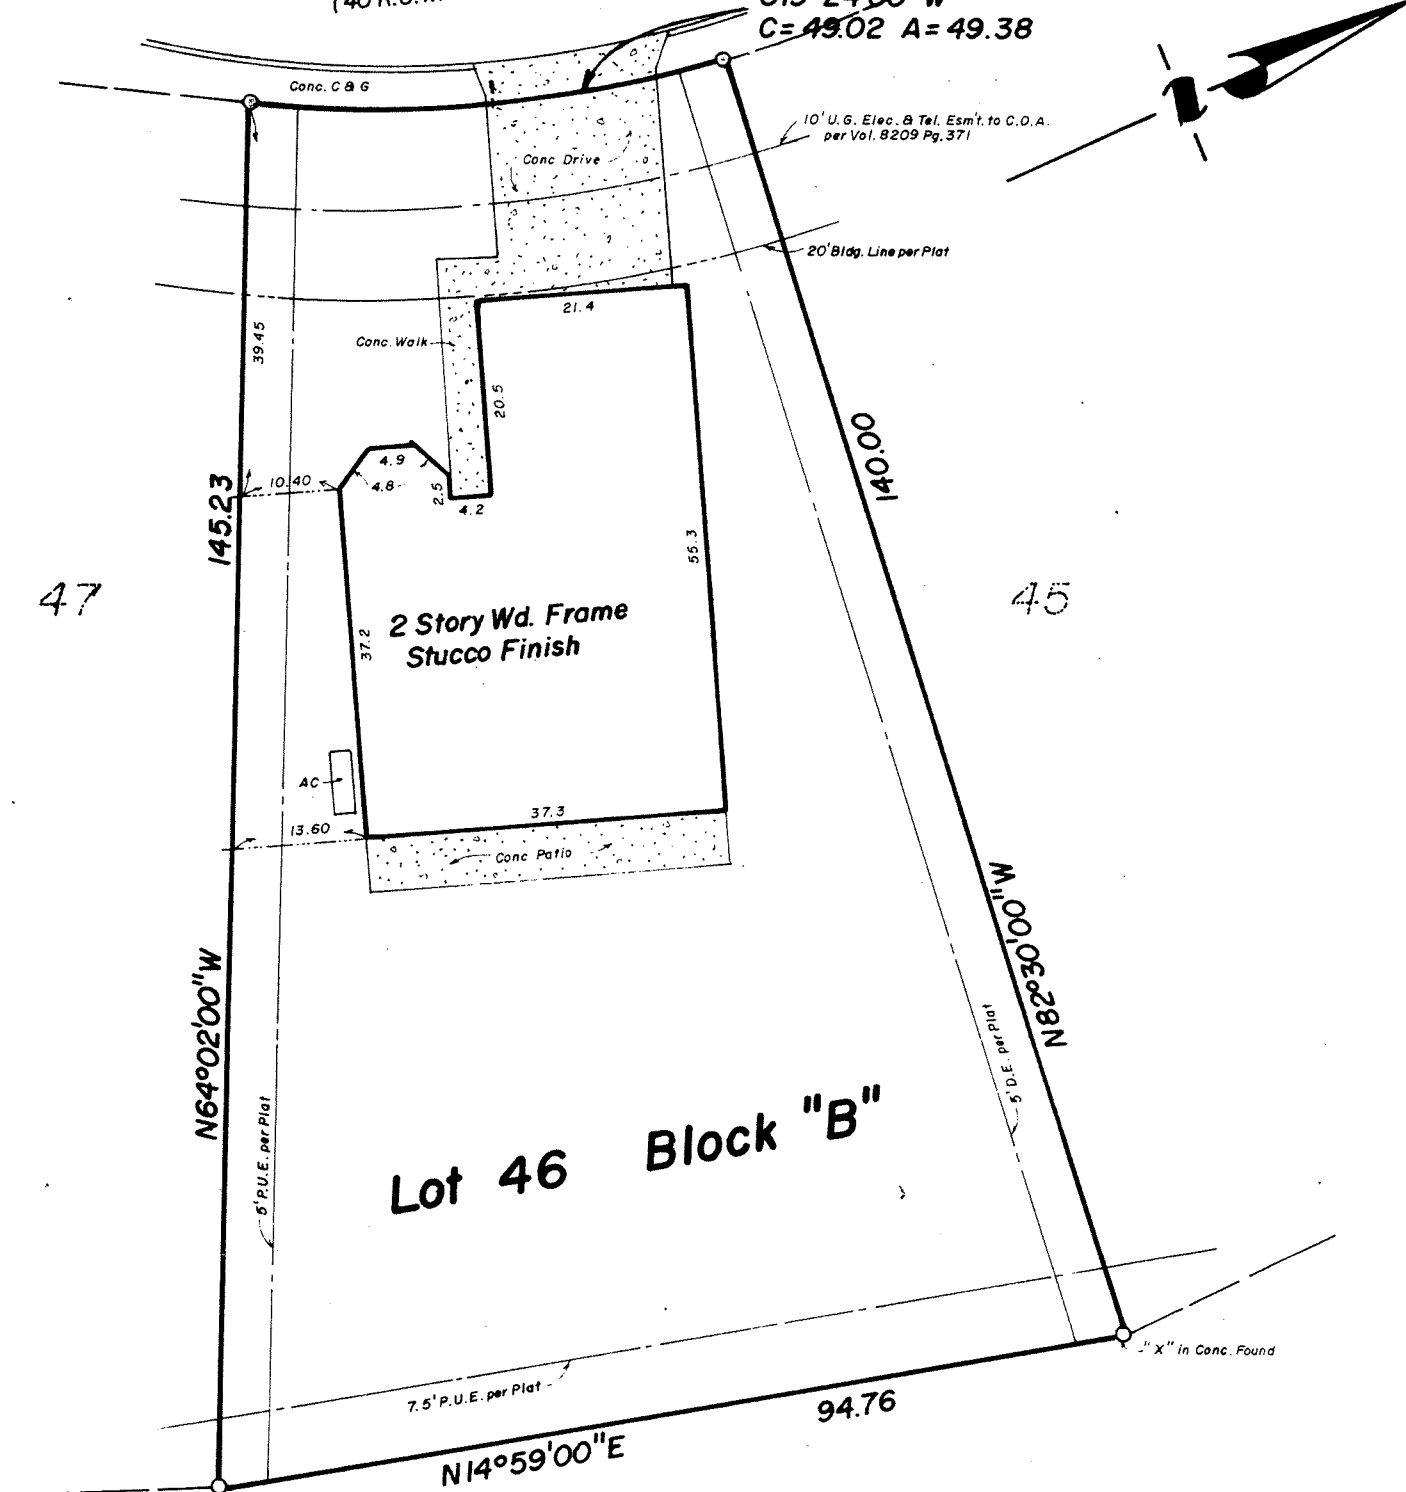 C= 49.02 A= 49.38
Conc. C & G
10' U.G. Elec. & Tel. Esm't. to C.O.A.
per Vol. 8209 Pg. 371
Conc Drive
20' Bldg. Line per Plat
21.4
39.45
Conc. Walk
20.5
140.00
4.9
10.40
4.8
2.5
4.2
145.23
55.3
47
45
2 Story Wd. Frame
Stucco Finish
37.2
AC
37.3
13.60
Conc Patio
N64°02'00"W
N82°30'00"W
5' D.E. per Plat
5' P.U.E. per Plat
Lot 46 Block "B"
"X" in Conc. Found
7.5' P.U.E. per Plat
94.76
N14°59'00"E